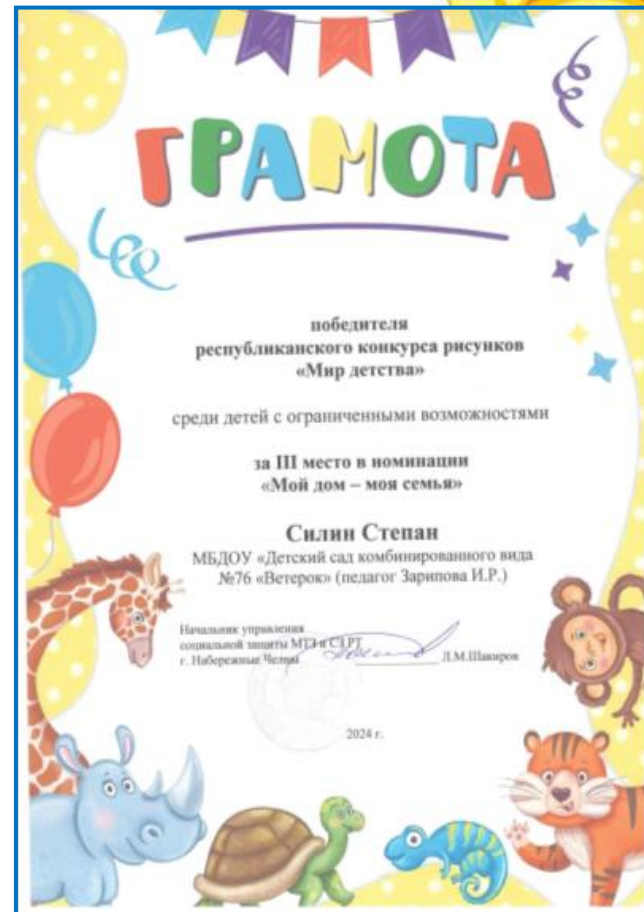 ГРАМОТА
победителя
республиканского конкурса рисунков
«Мир детства»
среди детей с ограниченными возможностями
за III место в номинации
«Мой дом – моя семья»
Силин Степан
МБДОУ «Детский сад комбинированного вида
№76 «Ветерок» (педагог Зарипова И.Р.)
Начальник управления
социальной защиты МТЗ и СЗ РТ
г. Набережные Челны Л.М.Шакиров
2024 г.